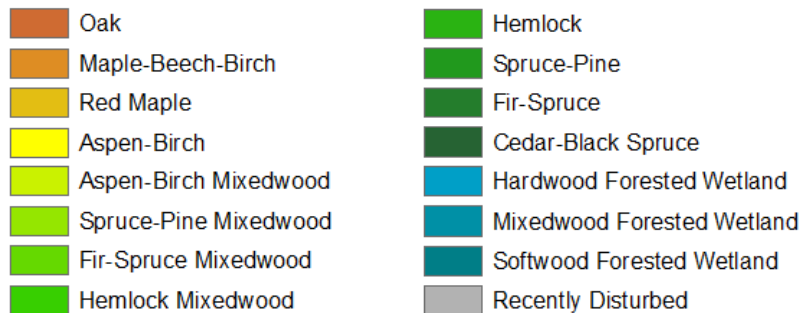 Oak
Maple-Beech-Birch
Red Maple
Aspen-Birch
Aspen-Birch Mixedwood
Spruce-Pine Mixedwood
Fir-Spruce Mixedwood
Hemlock Mixedwood
Hemlock
Spruce-Pine
Fir-Spruce
Cedar-Black Spruce
Hardwood Forested Wetland
Mixedwood Forested Wetland
Softwood Forested Wetland
Recently Disturbed